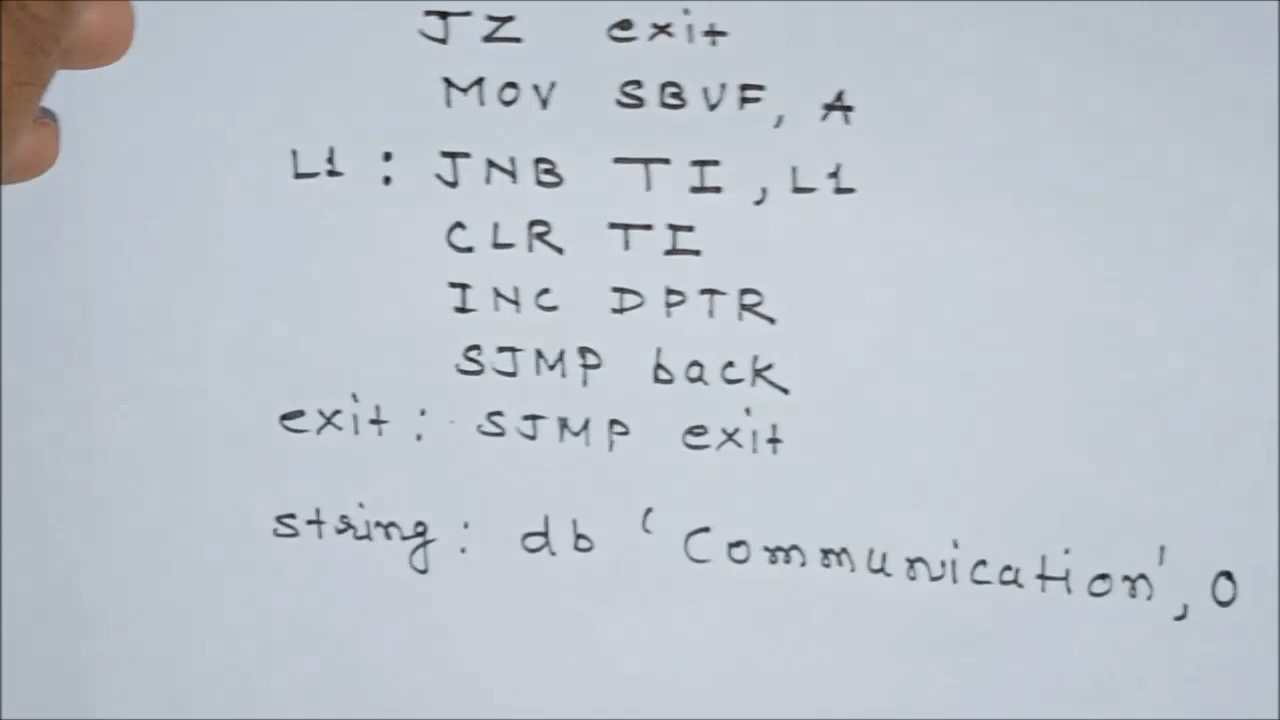 JZ exit
MOV SBUF, A
L1 : JNB TI, L1
CLR TI
INC DPTR
SJMP back
exit : SJMP exit
string : db 'Communication', 0